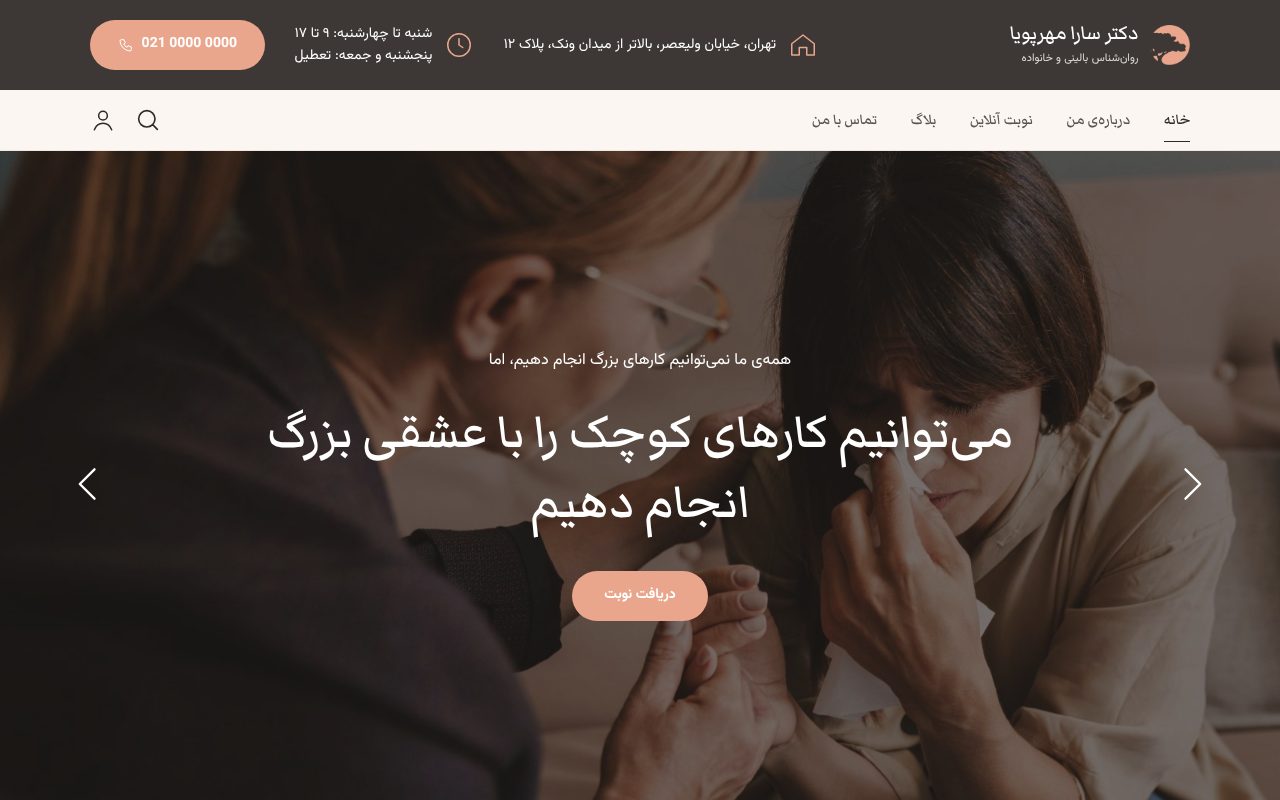 دکتر سارا مهرپویا
روان‌شناس بالینی و خانواده
تهران، خیابان ولیعصر، بالاتر از میدان ونک، پلاک ۱۲
شنبه تا چهارشنبه: ۹ تا ۱۷
پنجشنبه و جمعه: تعطیل
021 0000 0000
خانه
درباره‌ی من
نوبت آنلاین
بلاگ
تماس با من
همه‌ی ما نمی‌توانیم کارهای بزرگ انجام دهیم، اما
می‌توانیم کارهای کوچک را با عشقی بزرگ
انجام دهیم
دریافت نوبت